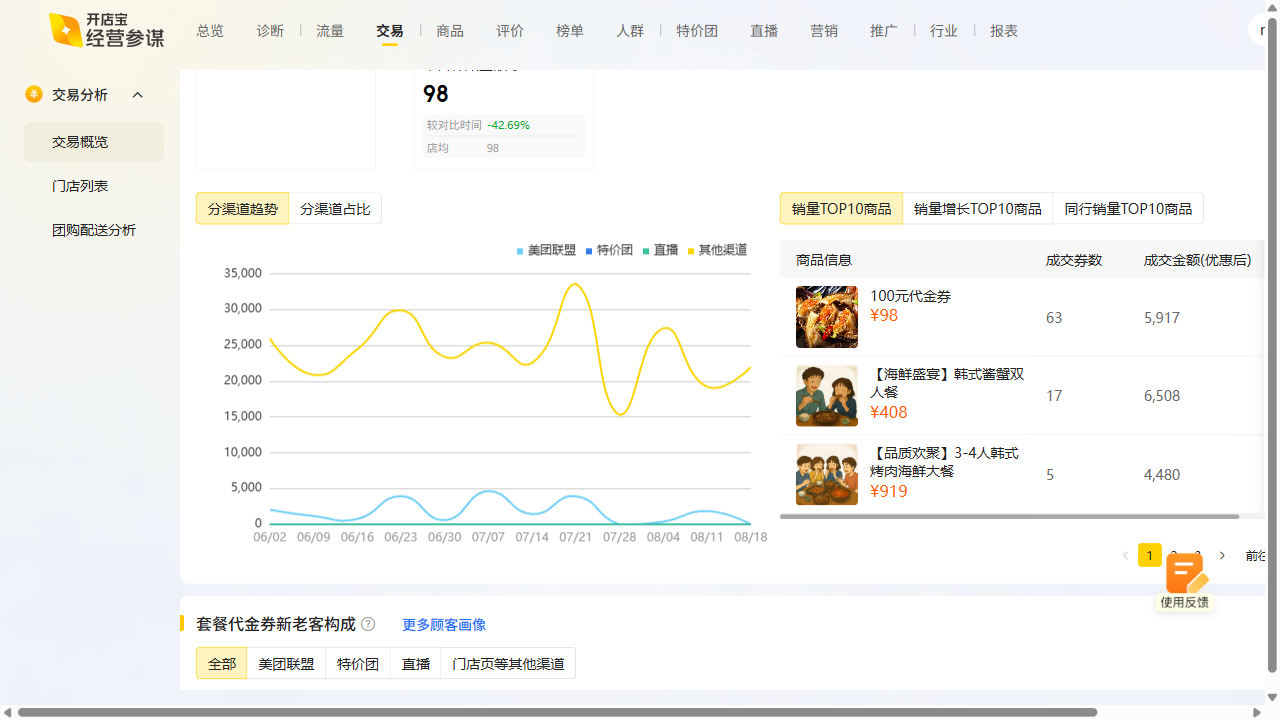 开店宝
经营参谋
总览
诊断
流量
交易
商品
评价
榜单
人群
特价团
直播
营销
推广
行业
报表
交易分析
交易概览
门店列表
团购配送分析
98
较对比时间 -42.69%
店均 98
分渠道趋势
分渠道占比
美团联盟 特价团 直播 其他渠道
35,000
30,000
25,000
20,000
15,000
10,000
5,000
0
06/02 06/09 06/16 06/23 06/30 07/07 07/14 07/21 07/28 08/04 08/11 08/18
销量TOP10商品
销量增长TOP10商品
同行销量TOP10商品
商品信息 成交券数 成交金额(优惠后)
100元代金券
¥98
63 5,917
【海鲜盛宴】韩式酱蟹双
人餐
¥408
17 6,508
【品质欢聚】3-4人韩式
烤肉海鲜大餐
¥919
5 4,480
1
前往
使用反馈
套餐代金券新老客构成 ?
更多顾客画像
全部
美团联盟
特价团
直播
门店页等其他渠道